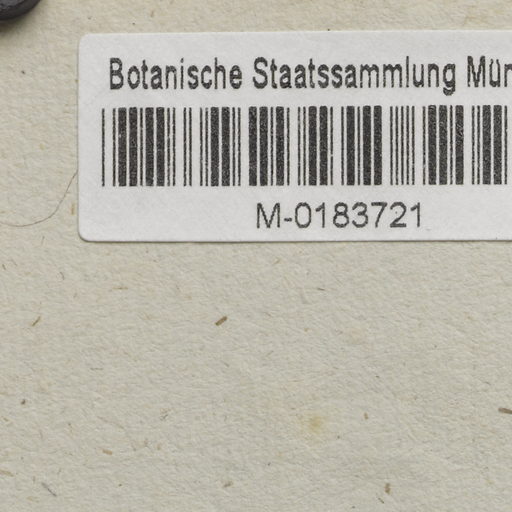 Botanische Staatssammlung Mün
M-0183721